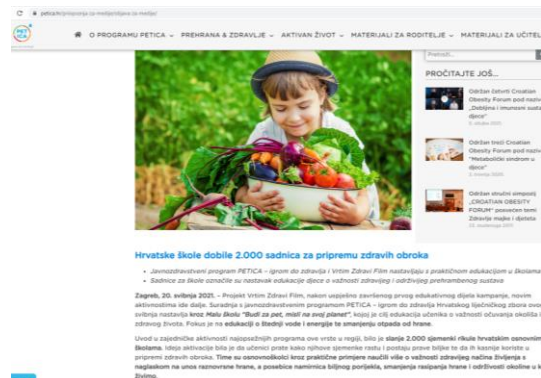 petica.hr/priopcenja-za-medije/objava-za-medije/
PETICA
O PROGRAMU PETICA
PREHRANA & ZDRAVLJE
AKTIVAN ŽIVOT
MATERIJALI ZA RODITELJE
MATERIJALI ZA UČITEL
Pretraži...
PROČITAJTE JOŠ...
Održan četvrti Croatian
Obesity Forum pod naziv
„Debljina i imunosni susta
djece"
Održan treći Croatian
Obesity Forum pod naziv
"Metabolički sindrom u
djece"
Održan stručni simpozij
„CROATIAN OBESITY
FORUM" posvećen temi
Zdravlje majke i djeteta
Hrvatske škole dobile 2.000 sadnica za pripremu zdravih obroka
Javnozdravstveni program PETICA – igrom do zdravlja i Vrtim Zdravi Film nastavljaju s praktičnom edukacijom u školama
Sadnice za škole označile su nastavak edukacije djece o važnosti zdravijeg i održivijeg prehrambenog sustava
Zagreb, 20. svibnja 2021. – Projekt Vrtim Zdravi Film, nakon uspješno završenog prvog edukativnog dijela kampanje, novim
aktivnostima ide dalje. Suradnja s javnozdravstvenim programom PETICA – igrom do zdravlja Hrvatskog liječničkog zbora ovog
svibnja nastavlja kroz Malu školu "Budi za pet, misli na svoj planet", kojoj je cilj edukacija učenika o važnosti očuvanja okoliša i
zdravog života. Fokus je na edukaciji o štednji vode i energije te smanjenju otpada od hrane.
Uvod u zajedničke aktivnosti najopsežnijih programa ove vrste u regiji, bilo je slanje 2.000 sjemenki rikule hrvatskim osnovnim
školama. Ideja aktivacije bila je da učenici prate kako njihove sjemenke rastu i postaju prave biljke te da ih kasnije koriste u
pripremi zdravih obroka. Time su osnovnoškolci kroz praktične primjere naučili više o važnosti zdravijeg načina življenja s
naglaskom na unos raznovrsne hrane, a posebice namirnica biljnog porijekla, smanjenja rasipanja hrane i održivosti okoline u k
živimo.